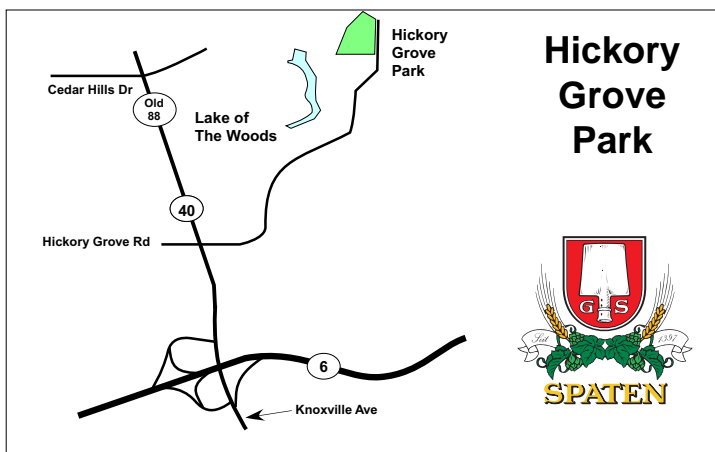 Hickory
Grove
Park
Hickory
Grove
Park
Cedar Hills Dr
Old
88
Lake of
The Woods
40
Hickory Grove Rd
6
Knoxville Ave
G S
Seit 1397
SPATEN